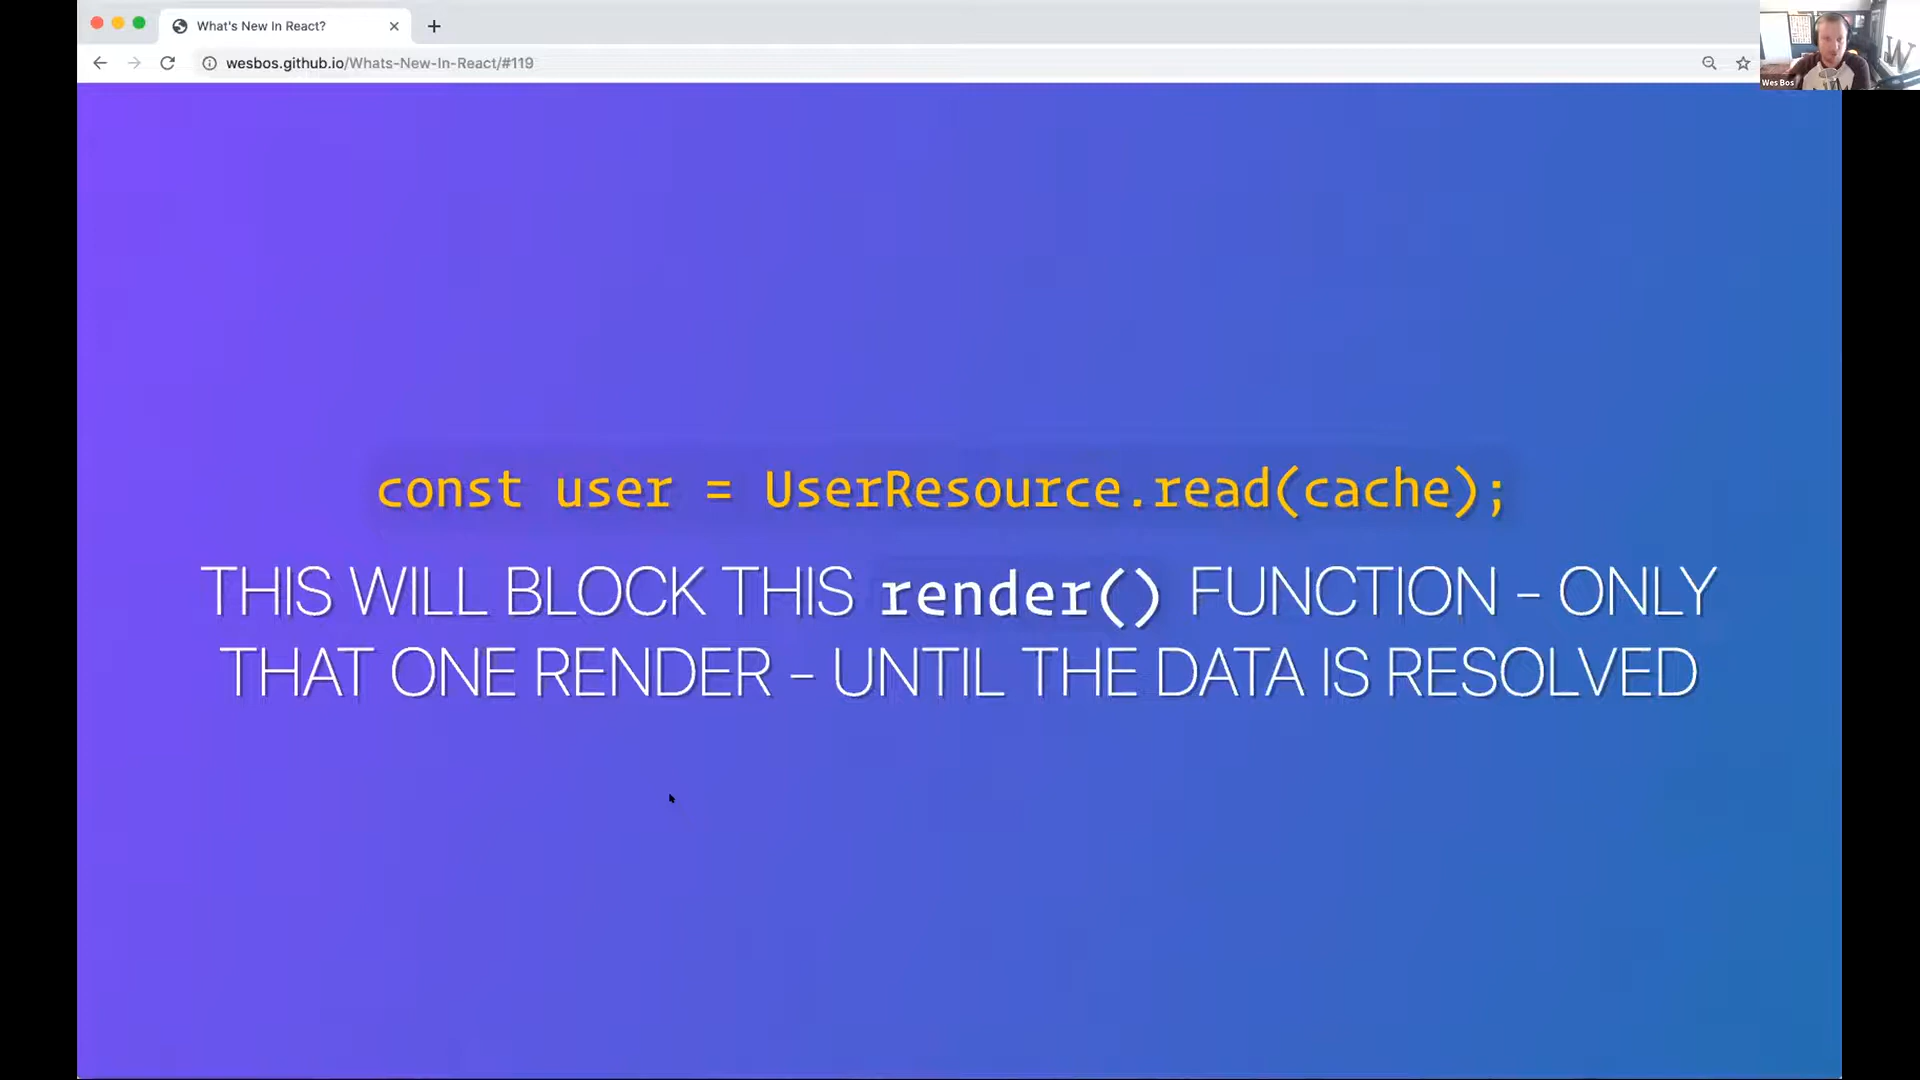 What's New In React?
wesbos.github.io/Whats-New-In-React/#119
Wes Bos
const user = UserResource.read(cache);
THIS WILL BLOCK THIS render() FUNCTION – ONLY
THAT ONE RENDER – UNTIL THE DATA IS RESOLVED